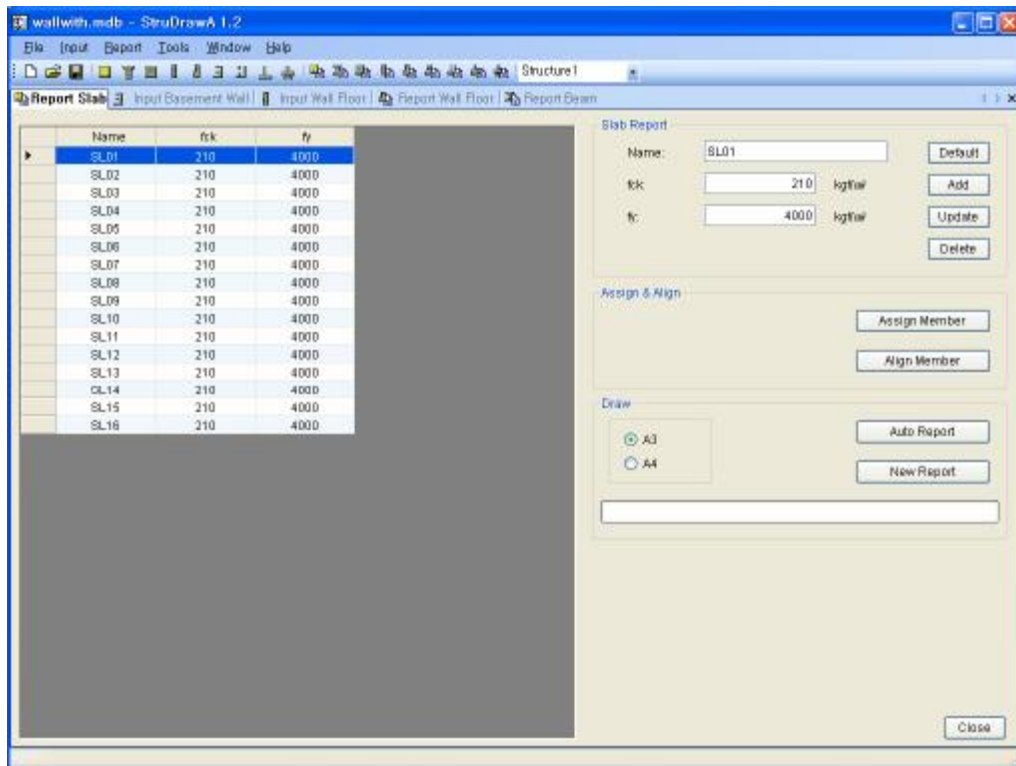 wallwith.mdb - StruDrawA 1.2
File Input Report Tools Window Help
Structure1
Report Slab Input Basement Wall Input Wall Floor Report Wall Floor Report Beam
Name fck fy
SL01 210 4000
SL02 210 4000
SL03 210 4000
SL04 210 4000
SL05 210 4000
SL06 210 4000
SL07 210 4000
SL08 210 4000
SL09 210 4000
SL10 210 4000
SL11 210 4000
SL12 210 4000
SL13 210 4000
SL14 210 4000
SL15 210 4000
SL16 210 4000
Slab Report
Name: SL01 Default
fck: 210 kgf/㎠ Add
fy: 4000 kgf/㎠ Update
Delete
Assign & Align
Assign Member
Align Member
Draw
A3 Auto Report
A4 New Report
Close